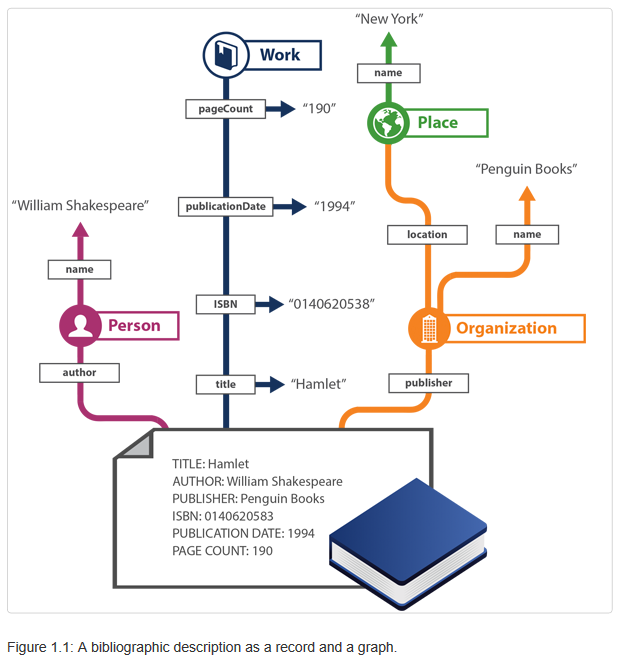 "New York"
Work
name
pageCount
"190"
Place
"Penguin Books"
"William Shakespeare"
publicationDate
"1994"
location
name
name
ISBN
"0140620538"
Person
Organization
author
title
"Hamlet"
publisher
TITLE: Hamlet
AUTHOR: William Shakespeare
PUBLISHER: Penguin Books
ISBN: 0140620583
PUBLICATION DATE: 1994
PAGE COUNT: 190
Figure 1.1: A bibliographic description as a record and a graph.